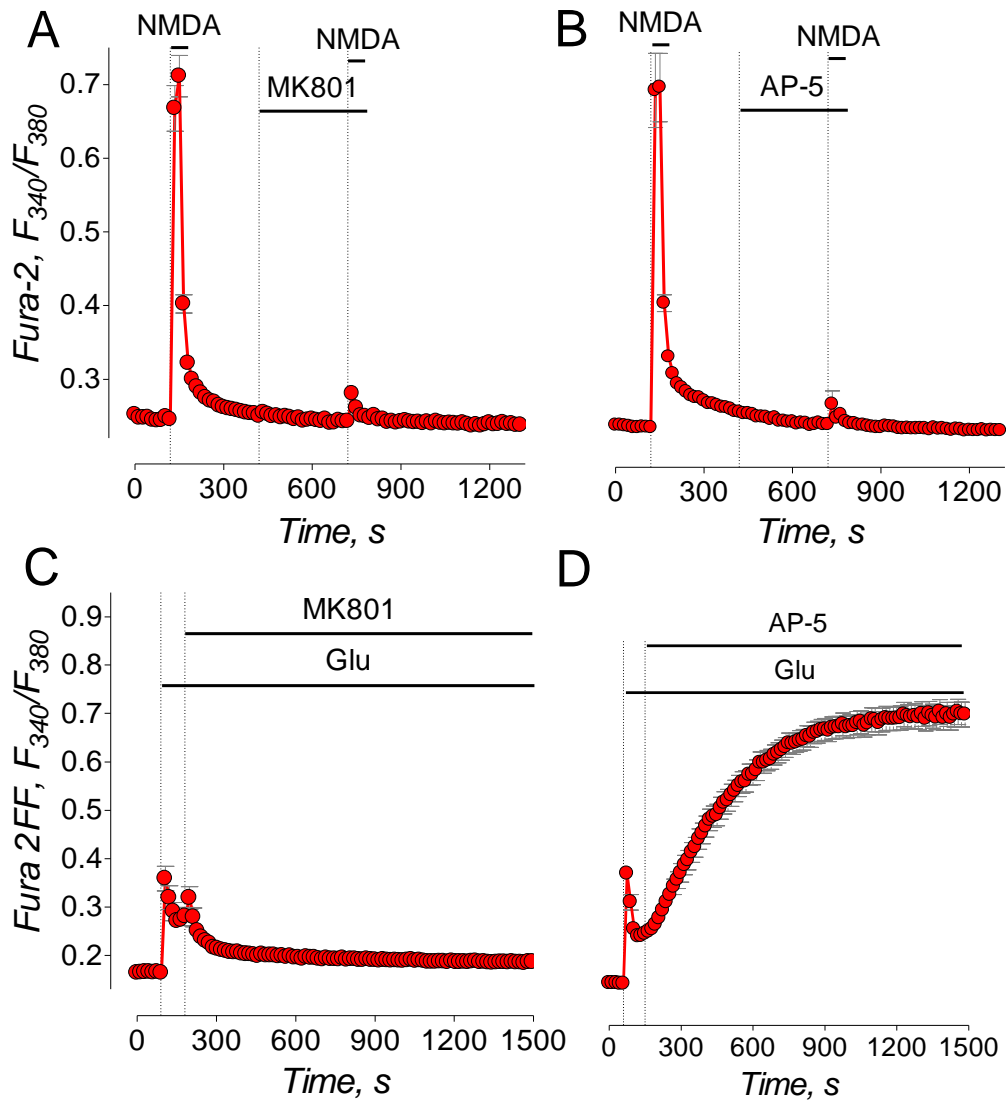 A
NMDA
NMDA
MK801
Fura-2, F340/F380
0.7
0.6
0.5
0.4
0.3
0 300 600 900 1200
Time, s
B
NMDA
NMDA
AP-5
0 300 600 900 1200
Time, s
C
MK801
Glu
Fura 2FF, F340/F380
0.9
0.8
0.7
0.6
0.5
0.4
0.3
0.2
0 300 600 900 1200 1500
Time, s
D
AP-5
Glu
0 300 600 900 1200 1500
Time, s